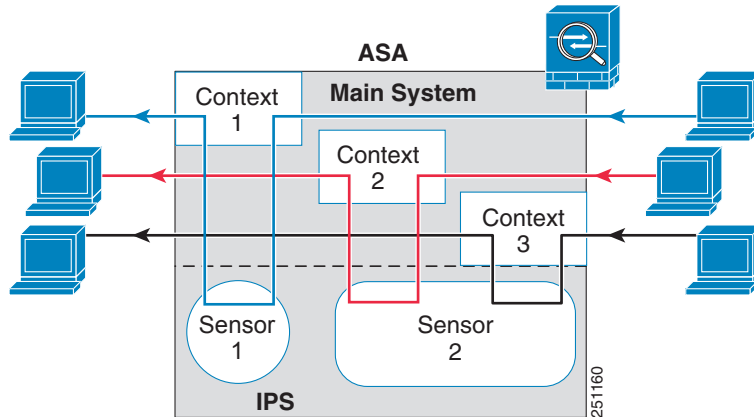 ASA
Main System
Context
1
Context
2
Context
3
Sensor
1
Sensor
2
IPS
251160